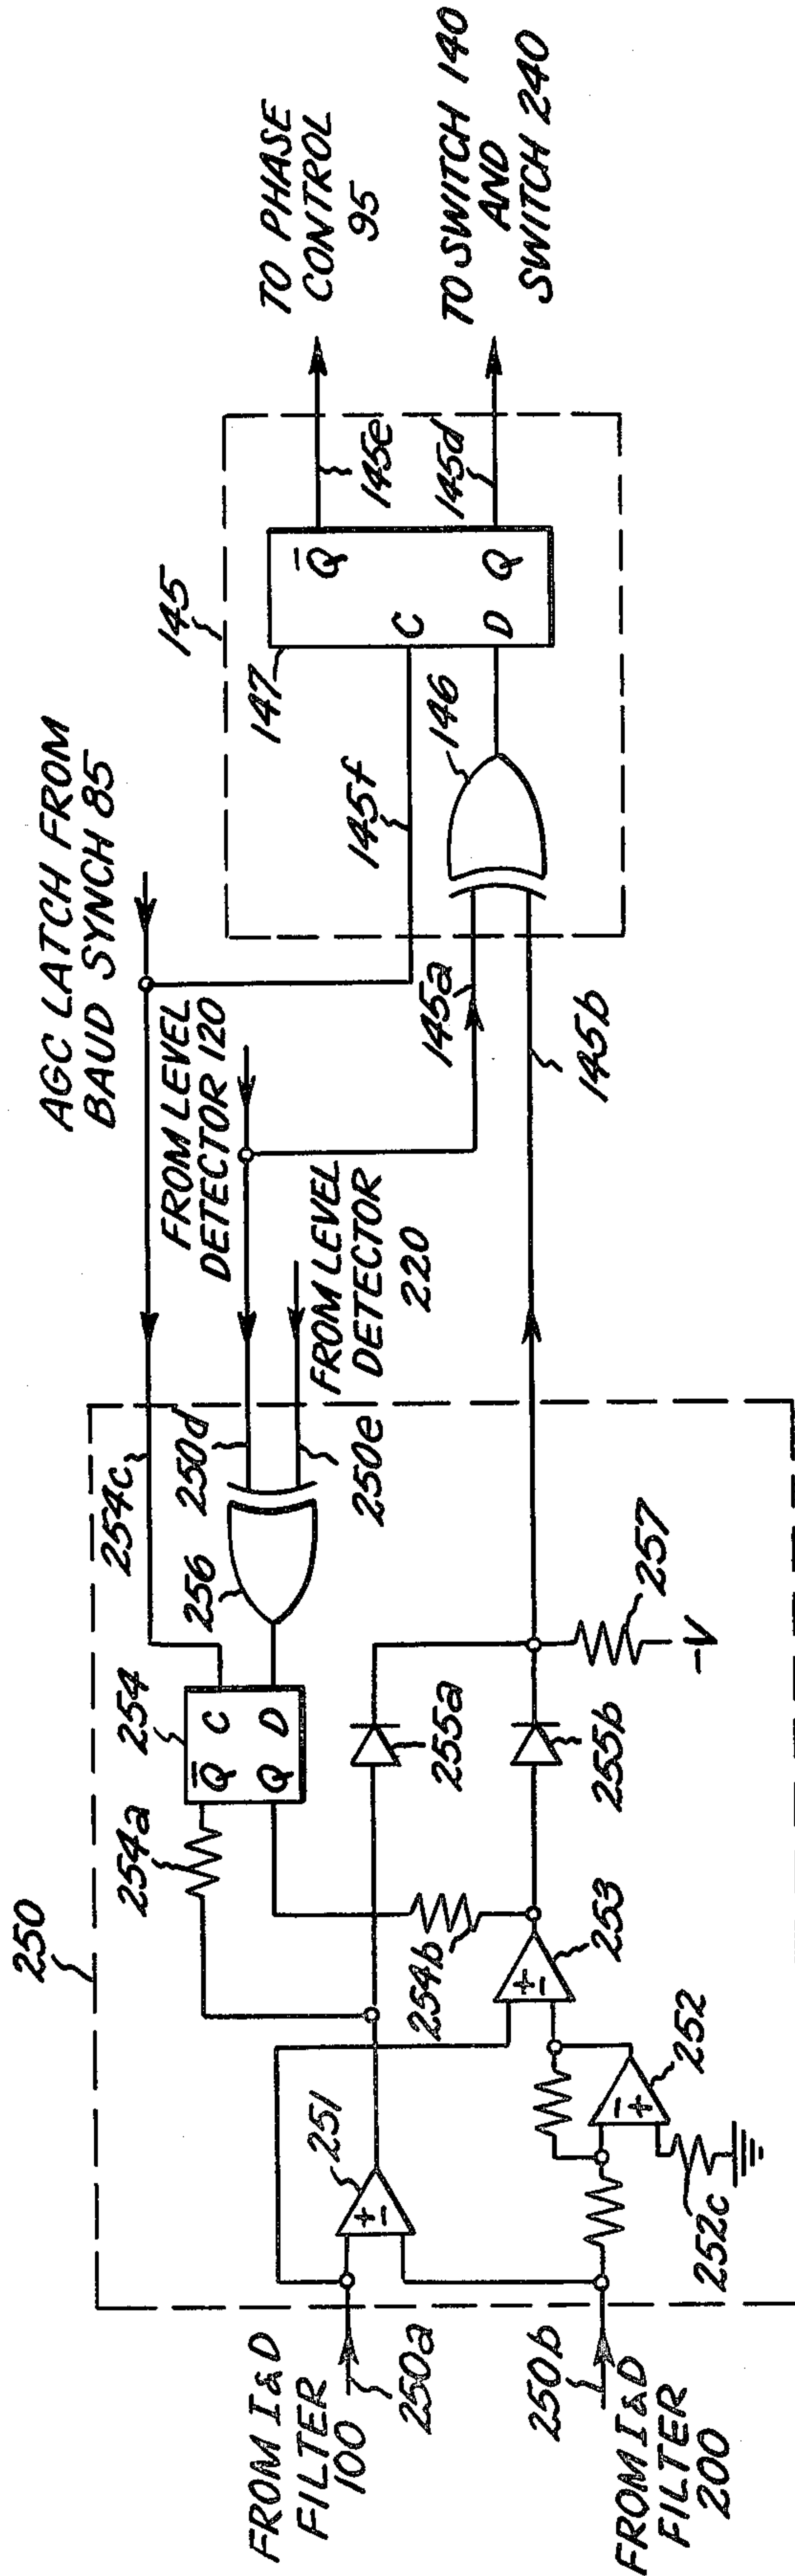 AGC LATCH FROM
BAUD SYNCH 85
FROM LEVEL
DETECTOR 120
FROM LEVEL
DETECTOR
220
TO PHASE
CONTROL
95
TO SWITCH 140
AND
SWITCH 240
145
145e
145d
147
Q̅
C
D
Q
146
145f
145a
145b
250
254c
250d
250e
256
254
254a
Q̅
C
Q
D
255a
255b
257
-V
254b
253
+
-
251
+
-
252
-
+
252c
FROM I&D
FILTER
100
250a
250b
FROM I&D
FILTER
200